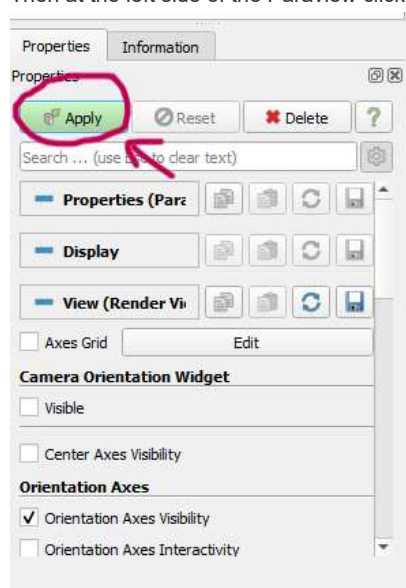 Then at the left side of the Paraview click
Properties Information
Properties
Apply Reset Delete ?
Search ... (use to clear text)
Properties (Para
Display
View (Render Vi
Axes Grid Edit
Camera Orientation Widget
Visible
Center Axes Visibility
Orientation Axes
Orientation Axes Visibility
Orientation Axes Interactivity